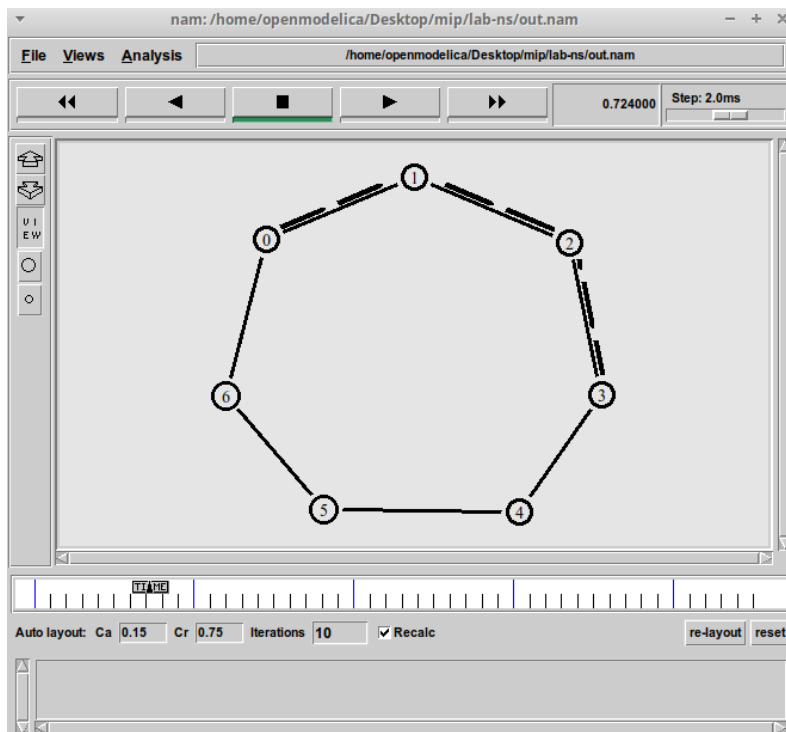 nam: /home/openmodelica/Desktop/mip/lab-ns/out.nam
File Views Analysis /home/openmodelica/Desktop/mip/lab-ns/out.nam
0.724000 Step: 2.0ms
V I
E W
1
0
2
6
3
5
4
TIME
Auto layout: Ca 0.15 Cr 0.75 Iterations 10 Recalc re-layout reset